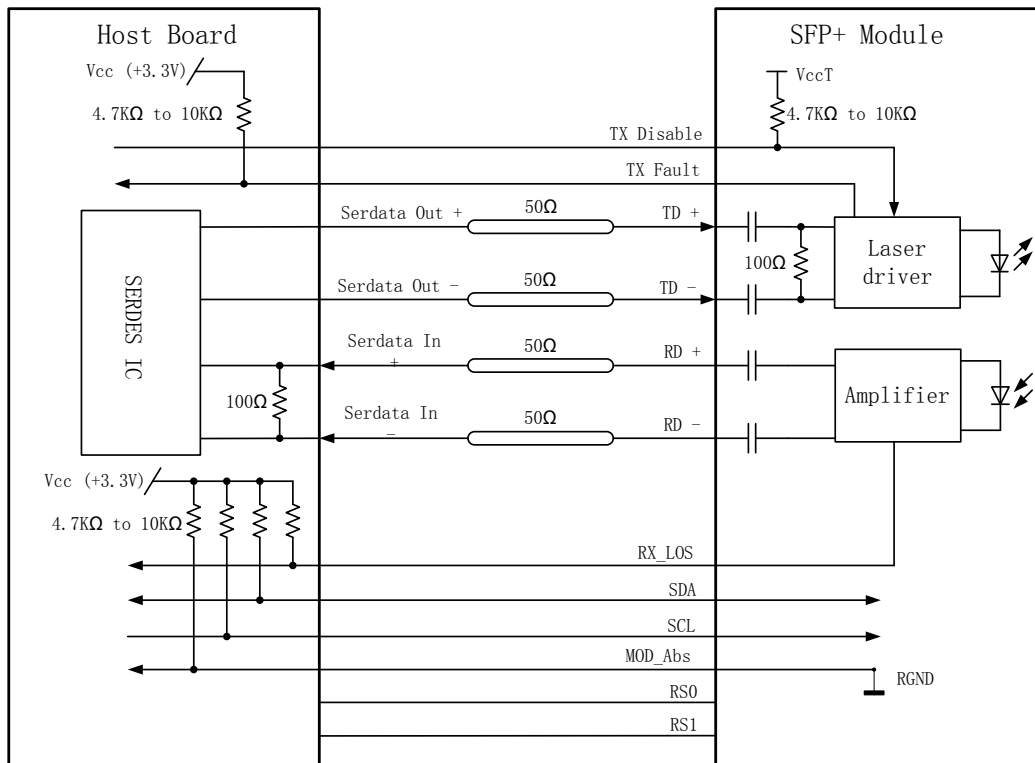 Host Board
SFP+ Module
Vcc (+3.3V)
VccT
4.7KΩ to 10KΩ
4.7KΩ to 10KΩ
TX Disable
TX Fault
Serdata Out +
50Ω
TD +
SERDES IC
100Ω
Laser
driver
Serdata Out -
50Ω
TD -
Serdata In
+
50Ω
RD +
100Ω
Amplifier
Serdata In
-
50Ω
RD -
Vcc (+3.3V)
4.7KΩ to 10KΩ
RX_LOS
SDA
SCL
MOD_Abs
RGND
RS0
RS1